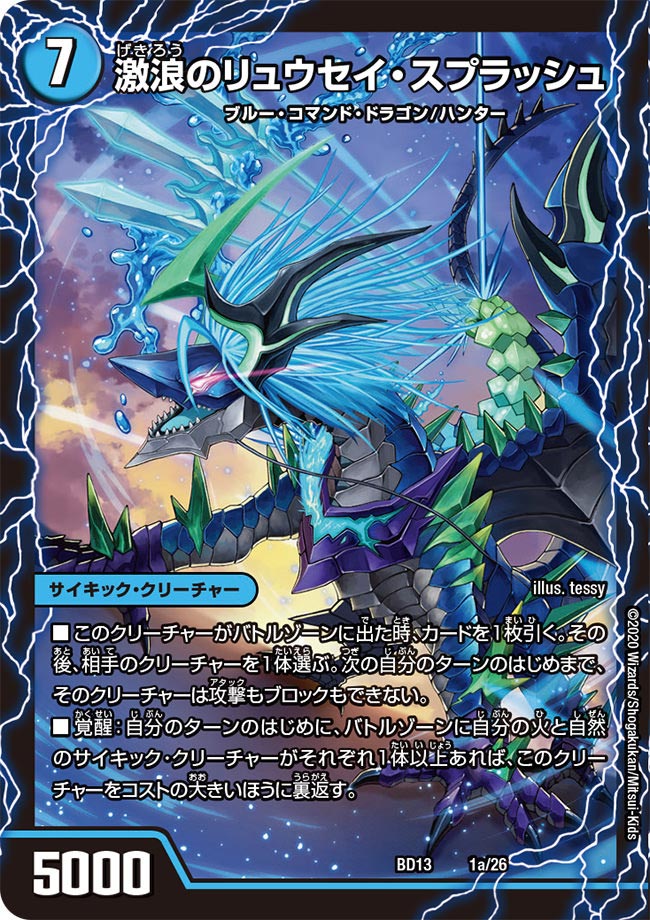 7
げきろう
激浪のリュウセイ・スプラッシュ
ブルー・コマンド・ドラゴン/ハンター
サイキック・クリーチャー
illus. tessy
■このクリーチャーがバトルゾーンに出た時、カードを1枚引く。その
後、相手のクリーチャーを1体選ぶ。次の自分のターンのはじめまで、
そのクリーチャーは攻撃もブロックもできない。
■覚醒:自分のターンのはじめに、バトルゾーンに自分の火と自然
のサイキック・クリーチャーがそれぞれ1体以上あれば、このクリー
チャーをコストの大きいほうに裏返す。
5000
BD13 1a/26
©2020 Wizards/Shogakukan/Mitsui-Kids